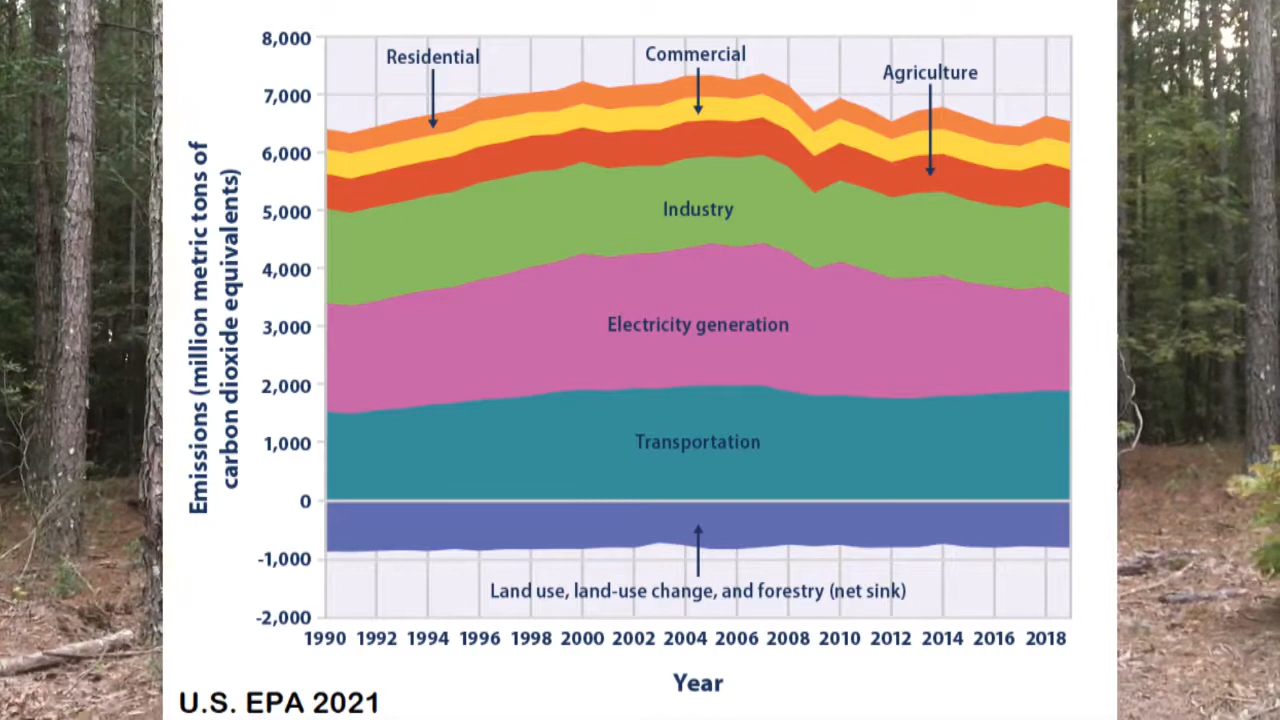 8,000
Residential
Commercial
Agriculture
7,000
6,000
5,000
Industry
4,000
3,000
Electricity generation
2,000
1,000
Transportation
0
-1,000
Land use, land-use change, and forestry (net sink)
-2,000
1990 1992 1994 1996 1998 2000 2002 2004 2006 2008 2010 2012 2014 2016 2018
Year
Emissions (million metric tons of
carbon dioxide equivalents)
U.S. EPA 2021